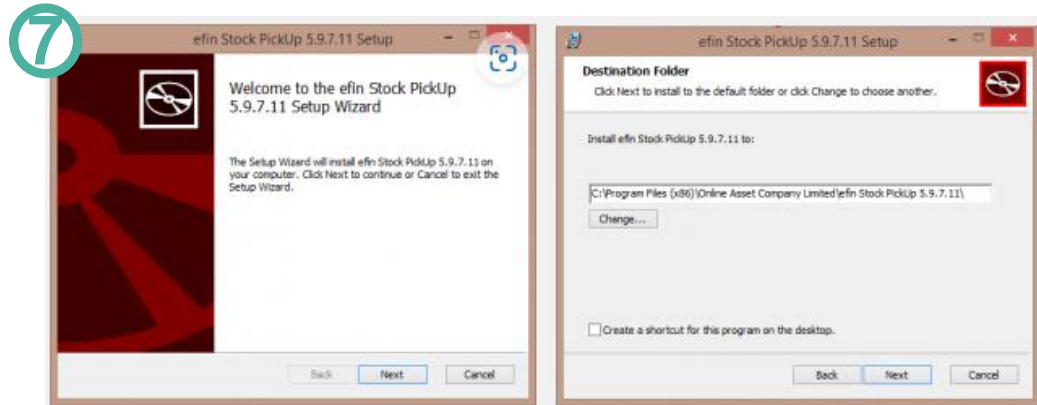 7
efin Stock PickUp 5.9.7.11 Setup
Welcome to the efin Stock PickUp
5.9.7.11 Setup Wizard
The Setup Wizard will install efin Stock PickUp 5.9.7.11 on
your computer. Click Next to continue or Cancel to exit the
Setup Wizard.
Back Next Cancel
efin Stock PickUp 5.9.7.11 Setup
Destination Folder
Click Next to install to the default folder or click Change to choose another.
Install efin Stock PickUp 5.9.7.11 to:
C:\Program Files (x86)\Online Asset Company Limited\efin Stock PickUp 5.9.7.11\
Change...
Create a shortcut for this program on the desktop.
Back Next Cancel